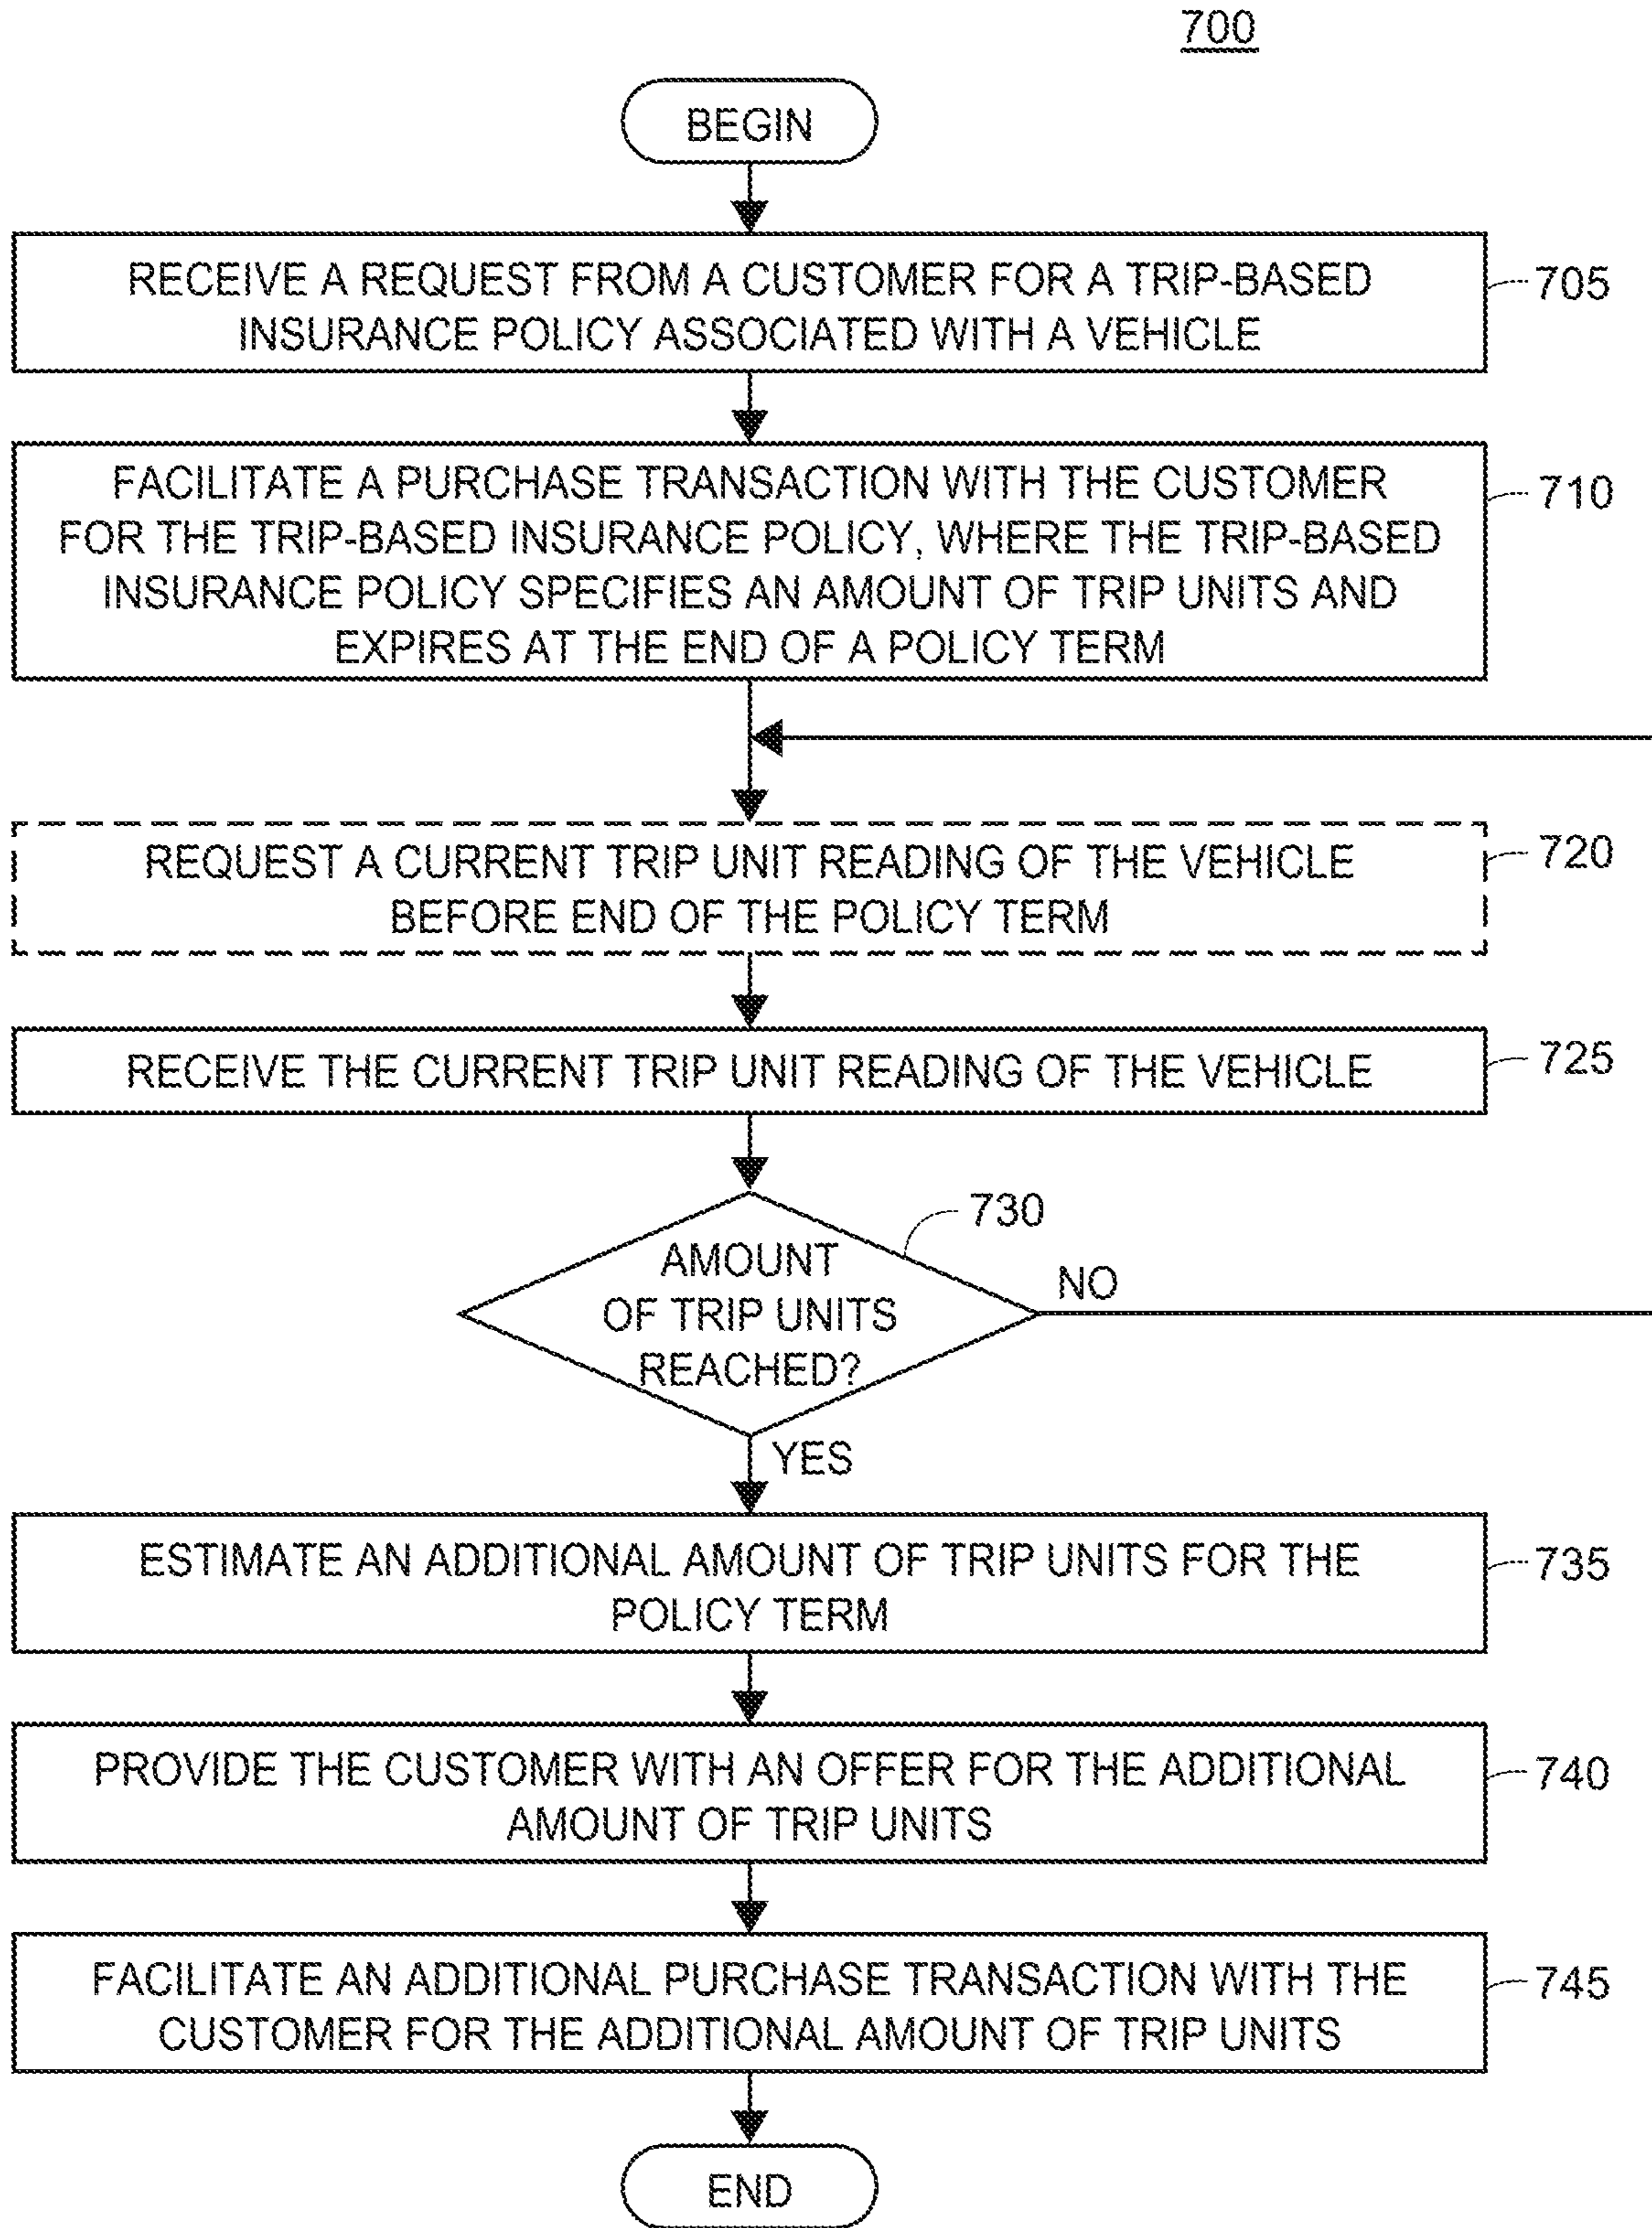 700
BEGIN
RECEIVE A REQUEST FROM A CUSTOMER FOR A TRIP-BASED
INSURANCE POLICY ASSOCIATED WITH A VEHICLE
705
FACILITATE A PURCHASE TRANSACTION WITH THE CUSTOMER
FOR THE TRIP-BASED INSURANCE POLICY, WHERE THE TRIP-BASED
INSURANCE POLICY SPECIFIES AN AMOUNT OF TRIP UNITS AND
EXPIRES AT THE END OF A POLICY TERM
710
REQUEST A CURRENT TRIP UNIT READING OF THE VEHICLE
BEFORE END OF THE POLICY TERM
720
RECEIVE THE CURRENT TRIP UNIT READING OF THE VEHICLE
725
730
AMOUNT
OF TRIP UNITS
REACHED?
NO
YES
ESTIMATE AN ADDITIONAL AMOUNT OF TRIP UNITS FOR THE
POLICY TERM
735
PROVIDE THE CUSTOMER WITH AN OFFER FOR THE ADDITIONAL
AMOUNT OF TRIP UNITS
740
FACILITATE AN ADDITIONAL PURCHASE TRANSACTION WITH THE
CUSTOMER FOR THE ADDITIONAL AMOUNT OF TRIP UNITS
745
END